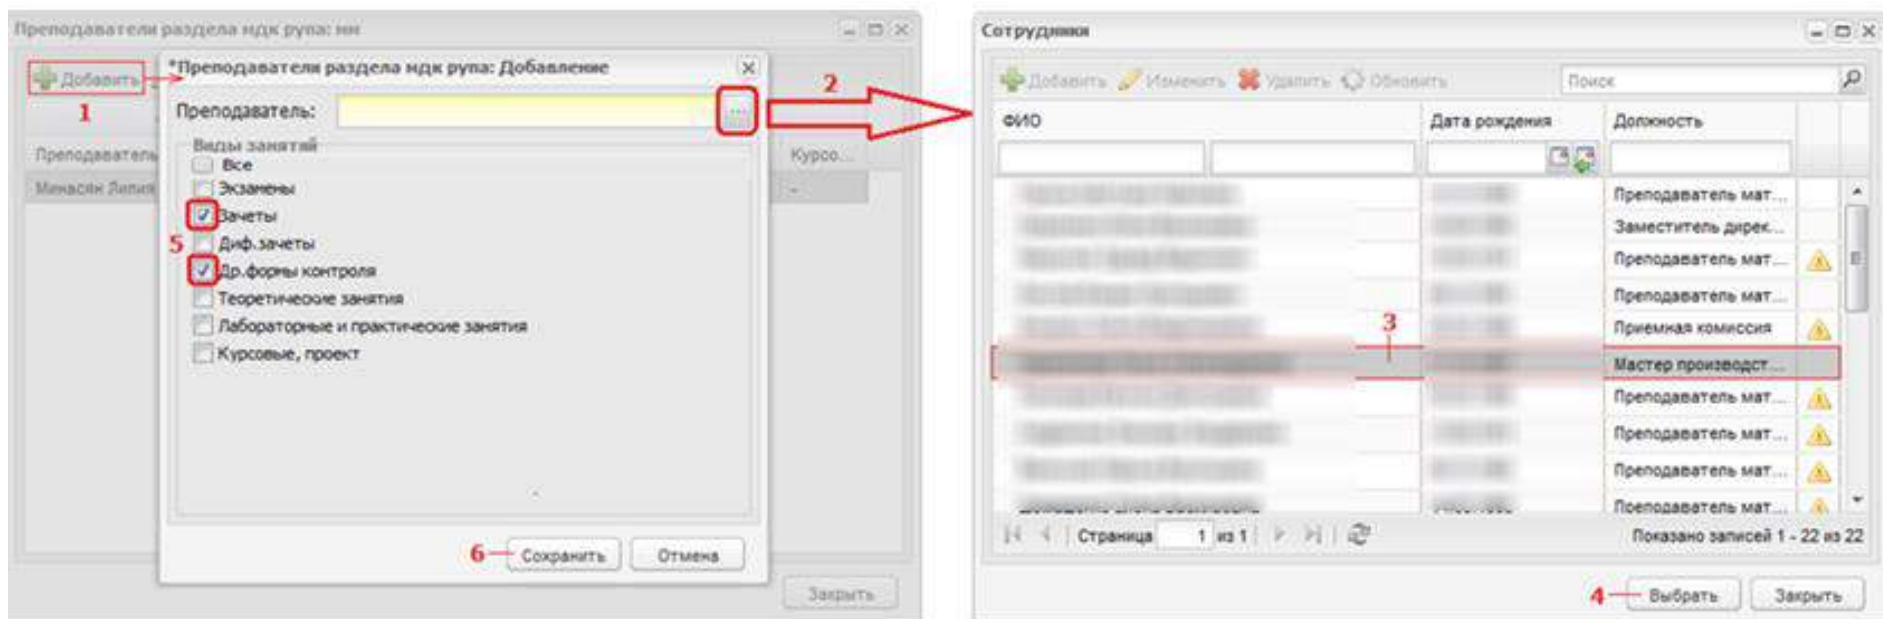 Преподаватели раздела мдк рупа: мм
Добавить
1
Преподаватель
Курсо...
Минасян Лилия
-
*Преподаватели раздела мдк рупа: Добавление
Преподаватель:
...
2
Виды занятий
Все
Экзамены
Зачеты
5
Диф.зачеты
Др.формы контроля
Теоретические занятия
Лабораторные и практические занятия
Курсовые, проект
6
Сохранить
Отмена
Закрыть
Сотрудники
Добавить Изменить Удалить Обновить
Поиск
ФИО Дата рождения Должность
Преподаватель мат...
Заместитель дирек...
Преподаватель мат...
Преподаватель мат...
3
Приемная комиссия
Мастер производст...
Преподаватель мат...
Преподаватель мат...
Преподаватель мат...
Преподаватель мат...
Страница 1 из 1
Показано записей 1 - 22 из 22
4
Выбрать
Закрыть